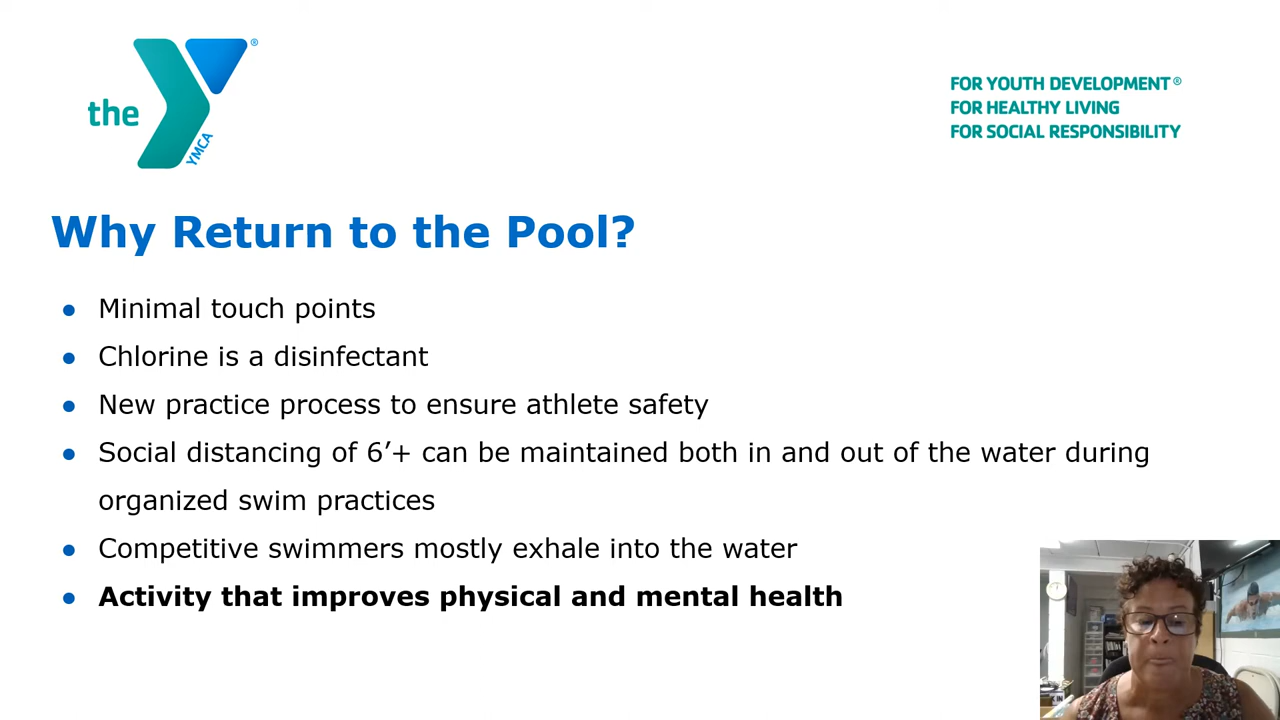 the
YMCA
®
FOR YOUTH DEVELOPMENT®
FOR HEALTHY LIVING
FOR SOCIAL RESPONSIBILITY
Why Return to the Pool?
● Minimal touch points
● Chlorine is a disinfectant
● New practice process to ensure athlete safety
● Social distancing of 6’+ can be maintained both in and out of the water during
organized swim practices
● Competitive swimmers mostly exhale into the water
● Activity that improves physical and mental health